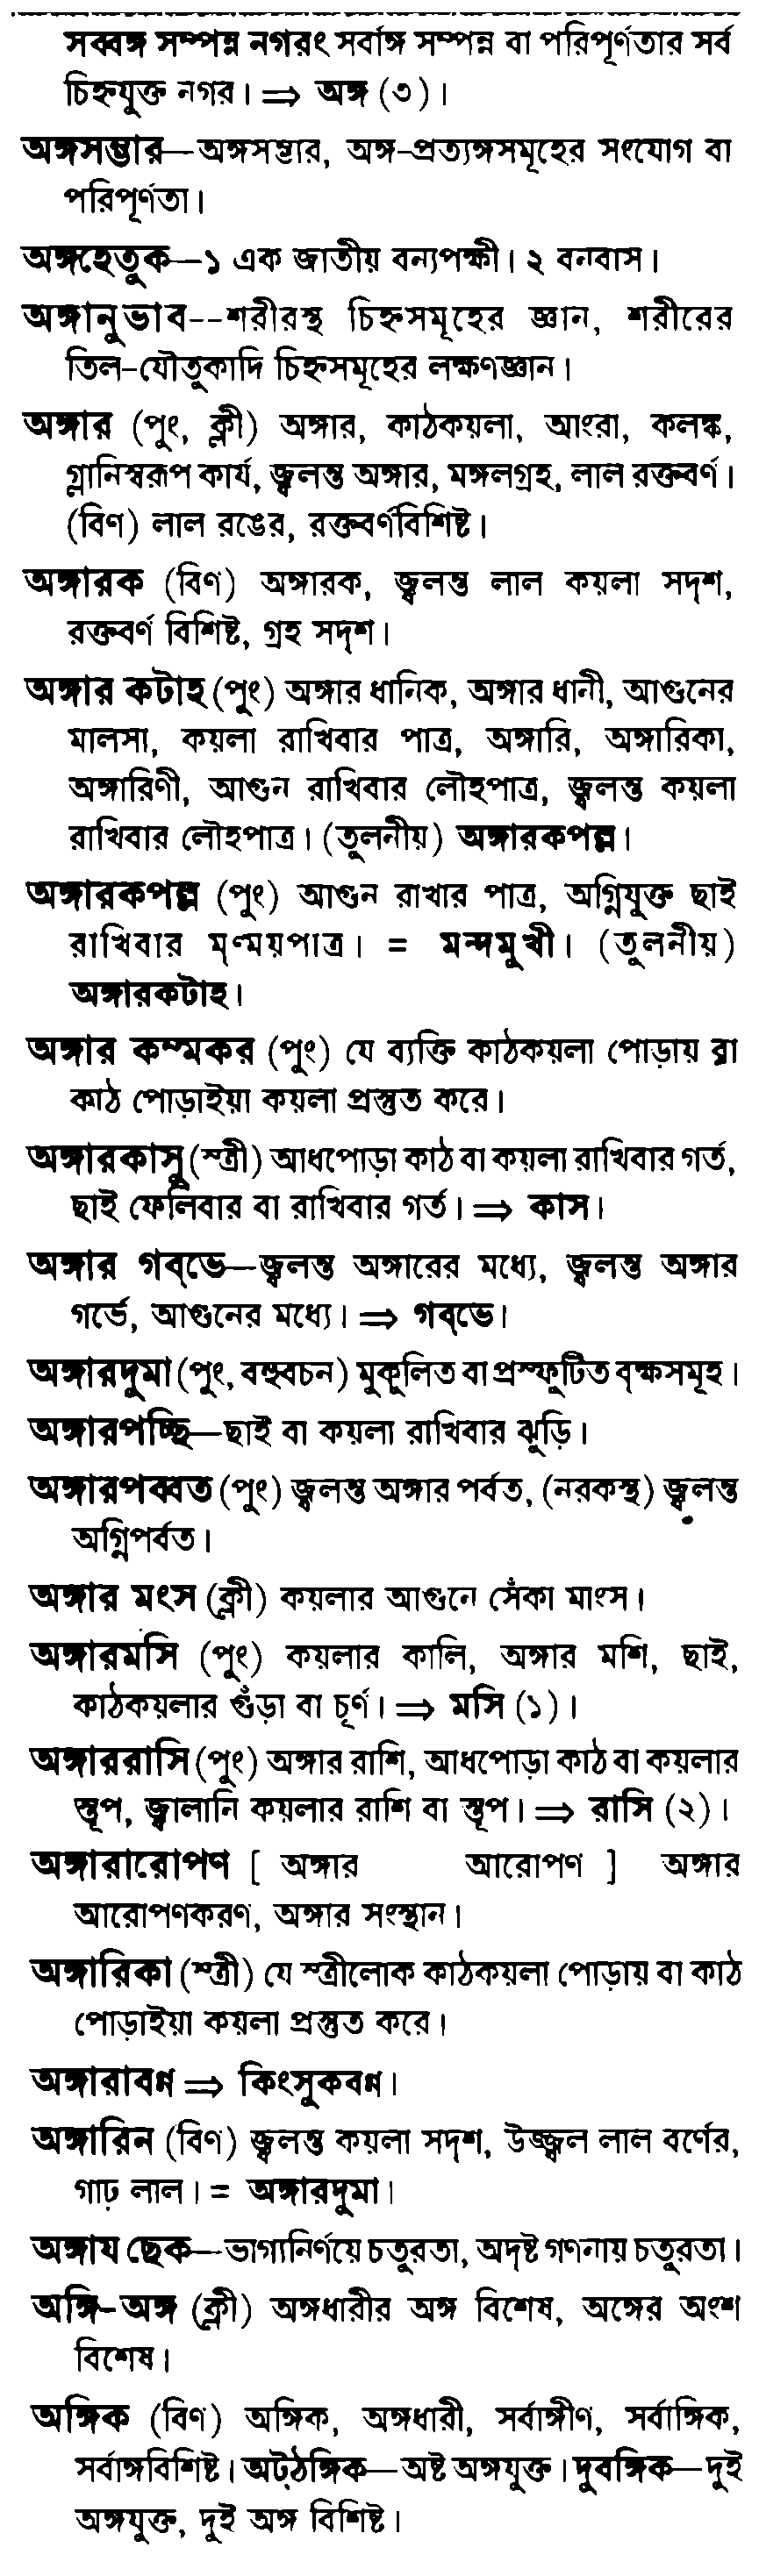 সব্বঙ্গ সম্পন্ন নগরং সর্বাঙ্গ সম্পন্ন বা পরিপূর্ণতার সর্ব
চিহ্নযুক্ত নগর। ⇒ অঙ্গ (৩)।
অঙ্গসম্ভার—অঙ্গসম্ভার, অঙ্গ-প্রত্যঙ্গসমূহের সংযোগ বা
পরিপূর্ণতা।
অঙ্গহেতুক—১ এক জাতীয় বন্যপক্ষী। ২ বনবাস।
অঙ্গানুভাব--শরীরস্থ চিহ্নসমূহের জ্ঞান, শরীরের
তিল-যৌতুকাদি চিহ্নসমূহের লক্ষণজ্ঞান।
অঙ্গার (পুং, ক্লী) অঙ্গার, কাঠকয়লা, আংরা, কলঙ্ক,
গ্লানিস্বরূপ কার্য, জ্বলন্ত অঙ্গার, মঙ্গলগ্রহ, লাল রক্তবর্ণ।
(বিণ) লাল রঙের, রক্তবর্ণবিশিষ্ট।
অঙ্গারক (বিণ) অঙ্গারক, জ্বলন্ত লাল কয়লা সদৃশ,
রক্তবর্ণ বিশিষ্ট, গ্রহ সদৃশ।
অঙ্গার কটাহ (পুং) অঙ্গার ধানিক, অঙ্গার ধানী, আগুনের
মালসা, কয়লা রাখিবার পাত্র, অঙ্গারি, অঙ্গারিকা,
অঙ্গারিণী, আগুন রাখিবার লৌহপাত্র, জ্বলন্ত কয়লা
রাখিবার লৌহপাত্র। (তুলনীয়) অঙ্গারকপল্ল।
অঙ্গারকপল্ল (পুং) আগুন রাখার পাত্র, অগ্নিযুক্ত ছাই
রাখিবার মৃণ্ময়পাত্র। = মন্দমুখী। (তুলনীয়)
অঙ্গারকটাহ।
অঙ্গার কম্মকর (পুং) যে ব্যক্তি কাঠকয়লা পোড়ায় বা
কাঠ পোড়াইয়া কয়লা প্রস্তুত করে।
অঙ্গারকাসু (স্ত্রী) আধপোড়া কাঠ বা কয়লা রাখিবার গর্ত,
ছাই ফেলিবার বা রাখিবার গর্ত। ⇒ কাস।
অঙ্গার গব্ভে—জ্বলন্ত অঙ্গারের মধ্যে, জ্বলন্ত অঙ্গার
গর্ভে, আগুনের মধ্যে। ⇒ গব্ভে।
অঙ্গারদুমা (পুং, বহুবচন) মুকুলিত বা প্রস্ফুটিত বৃক্ষসমূহ।
অঙ্গারপচ্ছি—ছাই বা কয়লা রাখিবার ঝুড়ি।
অঙ্গারপব্বত (পুং) জ্বলন্ত অঙ্গার পর্বত, (নরকস্থ) জ্বলন্ত
অগ্নিপর্বত।
অঙ্গার মংস (ক্লী) কয়লার আগুনে সেঁকা মাংস।
অঙ্গারমসি (পুং) কয়লার কালি, অঙ্গার মশি, ছাই,
কাঠকয়লার গুঁড়া বা চূর্ণ। ⇒ মসি (১)।
অঙ্গাররাসি (পুং) অঙ্গার রাশি, আধপোড়া কাঠ বা কয়লার
স্তূপ, জ্বালানি কয়লার রাশি বা স্তূপ। ⇒ রাসি (২)।
অঙ্গারারোপণ [ অঙ্গার আরোপণ ] অঙ্গার
আরোপণকরণ, অঙ্গার সংস্থান।
অঙ্গারিকা (স্ত্রী) যে স্ত্রীলোক কাঠকয়লা পোড়ায় বা কাঠ
পোড়াইয়া কয়লা প্রস্তুত করে।
অঙ্গারাবণ্ণ ⇒ কিংসুকবণ্ণ।
অঙ্গারিন (বিণ) জ্বলন্ত কয়লা সদৃশ, উজ্জ্বল লাল বর্ণের,
গাঢ় লাল। = অঙ্গারদুমা।
অঙ্গায ছেক—ভাগ্যনির্ণয়ে চতুরতা, অদৃষ্ট গণনায় চতুরতা।
অঙ্গি-অঙ্গ (ক্লী) অঙ্গধারীর অঙ্গ বিশেষ, অঙ্গের অংশ
বিশেষ।
অঙ্গিক (বিণ) অঙ্গিক, অঙ্গধারী, সর্বাঙ্গীণ, সর্বাঙ্গিক,
সর্বাঙ্গবিশিষ্ট। অট্ঠঙ্গিক—অষ্ট অঙ্গযুক্ত। দুবঙ্গিক—দুই
অঙ্গযুক্ত, দুই অঙ্গ বিশিষ্ট।